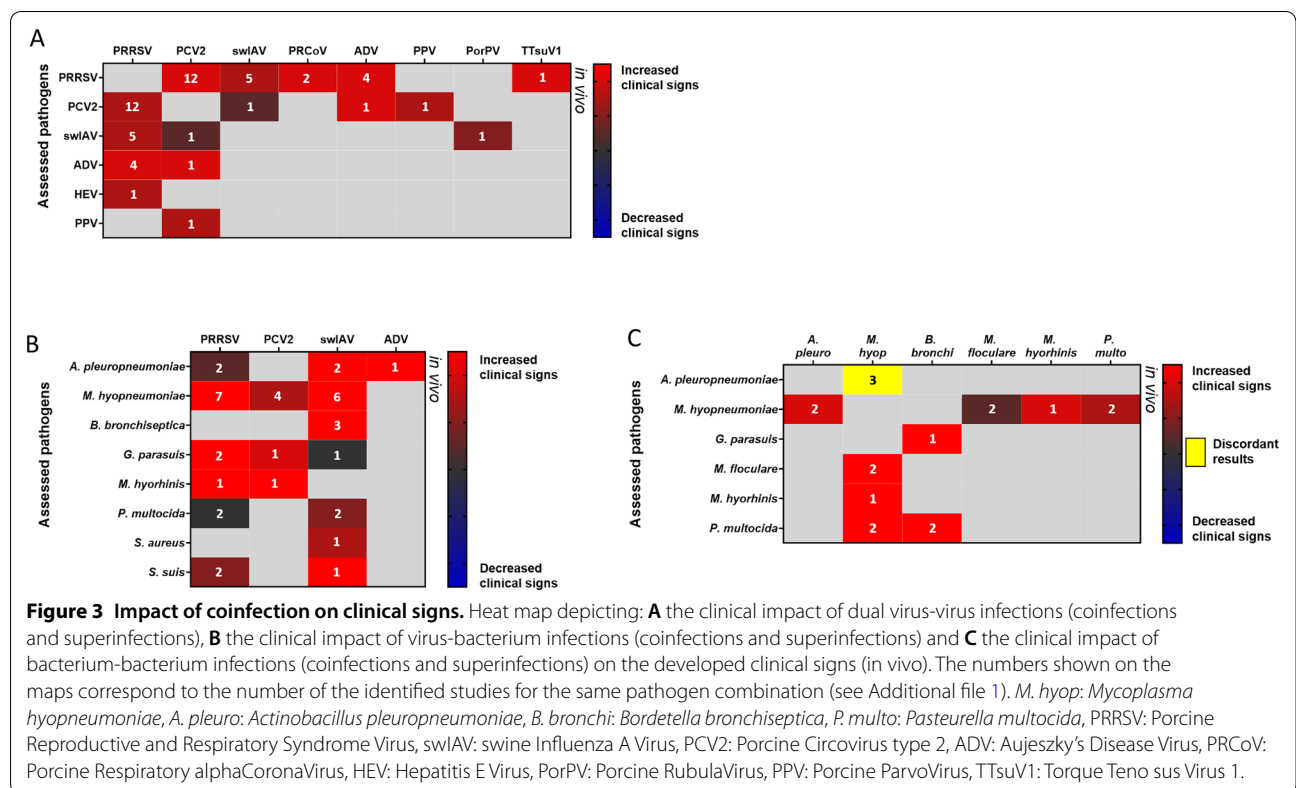 A
PRRSV PCV2 swIAV PRCoV ADV PPV PorPV TTsuV1
PRRSV 12 5 2 4 1
PCV2 12 1 1 1
swIAV 5 1 1
ADV 4 1
HEV 1
PPV 1
Assessed pathogens
in vivo
Increased
clinical signs
Decreased
clinical signs
B
PRRSV PCV2 swIAV ADV
A. pleuropneumoniae 2 2 1
M. hyopneumoniae 7 4 6
B. bronchiseptica 3
G. parasuis 2 1 1
M. hyorhinis 1 1
P. multocida 2 2
S. aureus 1
S. suis 2 1
Assessed pathogens
in vivo
Increased
clinical signs
Decreased
clinical signs
C
A. M. B. M. M. P.
pleuro hyop bronchi floculare hyorhinis multo
A. pleuropneumoniae 3
M. hyopneumoniae 2 2 1 2
G. parasuis 1
M. floculare 2
M. hyorhinis 1
P. multocida 2 2
Assessed pathogens
in vivo
Increased
clinical signs
Discordant
results
Decreased
clinical signs
Figure 3 Impact of coinfection on clinical signs. Heat map depicting: A the clinical impact of dual virus-virus infections (coinfections
and superinfections), B the clinical impact of virus-bacterium infections (coinfections and superinfections) and C the clinical impact of
bacterium-bacterium infections (coinfections and superinfections) on the developed clinical signs (in vivo). The numbers shown on the
maps correspond to the number of the identified studies for the same pathogen combination (see Additional file 1). M. hyop: Mycoplasma
hyopneumoniae, A. pleuro: Actinobacillus pleuropneumoniae, B. bronchi: Bordetella bronchiseptica, P. multo: Pasteurella multocida, PRRSV: Porcine
Reproductive and Respiratory Syndrome Virus, swIAV: swine Influenza A Virus, PCV2: Porcine Circovirus type 2, ADV: Aujeszky's Disease Virus, PRCoV:
Porcine Respiratory alphaCoronaVirus, HEV: Hepatitis E Virus, PorPV: Porcine RubulaVirus, PPV: Porcine ParvoVirus, TTsuV1: Torque Teno sus Virus 1.